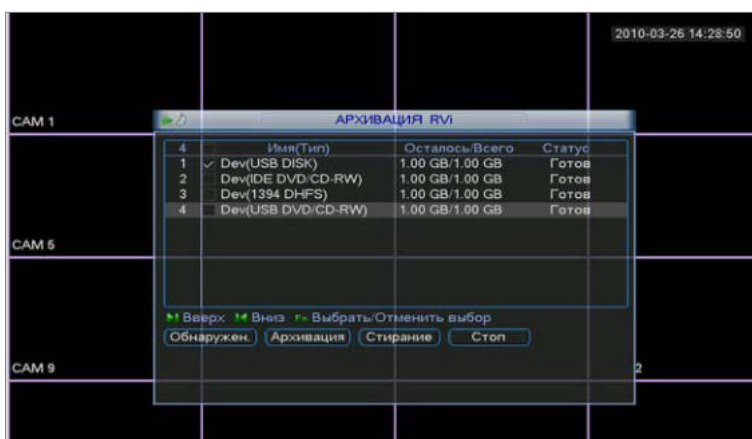 2010-03-26 14:28:50
CAM 1
АРХИВАЦИЯ RVi
4 Имя(Тип) Осталось/Всего Статус
1 Dev(USB DISK) 1.00 GB/1.00 GB Готов
2 Dev(IDE DVD/CD-RW) 1.00 GB/1.00 GB Готов
3 Dev(1394 DHFS) 1.00 GB/1.00 GB Готов
4 Dev(USB DVD/CD-RW) 1.00 GB/1.00 GB Готов
CAM 5
Вверх Вниз Fn Выбрать/Отменить выбор
Обнаружен. Архивация Стирание Стоп
CAM 9
2